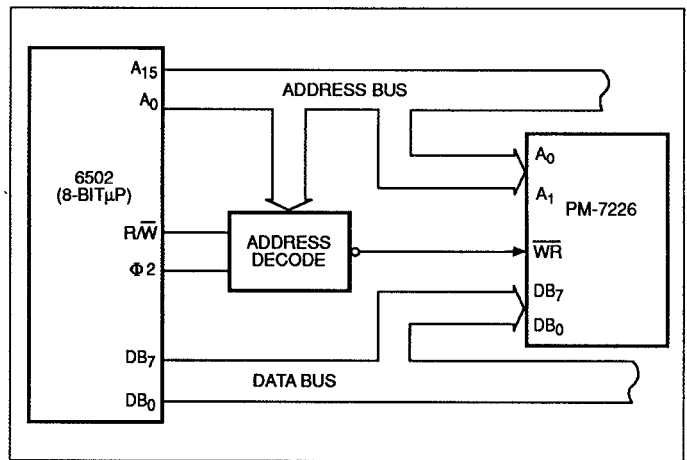 A15
ADDRESS BUS
A0
6502
(8-BITμP)
R/W̅
Φ2
ADDRESS
DECODE
DB7
DATA BUS
DB0
A0
A1
PM-7226
W̅R̅
DB7
DB0